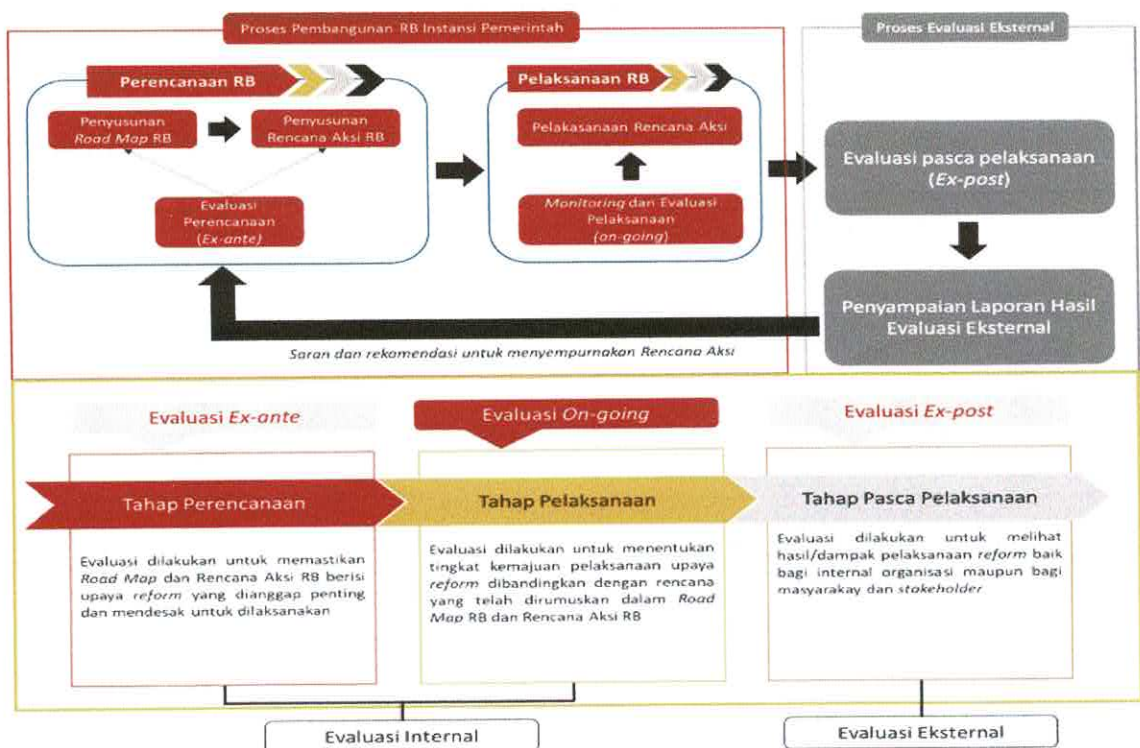 Proses Pembangunan RB Instansi Pemerintah
Proses Evaluasi Eksternal
Perencanaan RB
Pelaksanaan RB
Penyusunan
Road Map RB
Penyusunan
Rencana Aksi RB
Pelakasanaan Rencana Aksi
Evaluasi
Perencanaan
(Ex-ante)
Monitoring dan Evaluasi
Pelaksanaan
(on-going)
Evaluasi pasca pelaksanaan
(Ex-post)
Penyampaian Laporan Hasil
Evaluasi Eksternal
Saran dan rekomendasi untuk menyempurnakan Rencana Aksi
Evaluasi Ex-ante
Evaluasi On-going
Evaluasi Ex-post
Tahap Perencanaan
Tahap Pelaksanaan
Tahap Pasca Pelaksanaan
Evaluasi dilakukan untuk memastikan
Road Map dan Rencana Aksi RB berisi
upaya reform yang dianggap penting
dan mendesak untuk dilaksanakan
Evaluasi dilakukan untuk menentukan
tingkat kemajuan pelaksanaan upaya
reform dibandingkan dengan rencana
yang telah dirumuskan dalam Road
Map RB dan Rencana Aksi RB
Evaluasi dilakukan untuk melihat
hasil/dampak pelaksanaan reform baik
bagi internal organisasi maupun bagi
masyarakay dan stakeholder
Evaluasi Internal
Evaluasi Eksternal